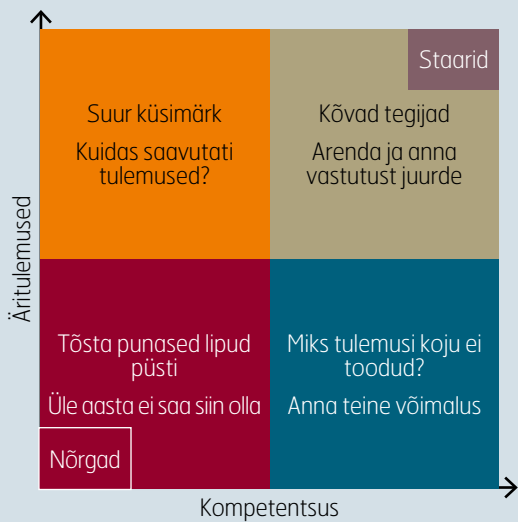 Staarid
Suur küsimärk
Kuidas saavutati
tulemused?
Kõvad tegijad
Arenda ja anna
vastutust juurde
Äritulemused
Tõsta punased lipud
püsti
Üle aasta ei saa siin olla
Nõrgad
Miks tulemusi koju ei
toodud?
Anna teine võimalus
Kompetentsus